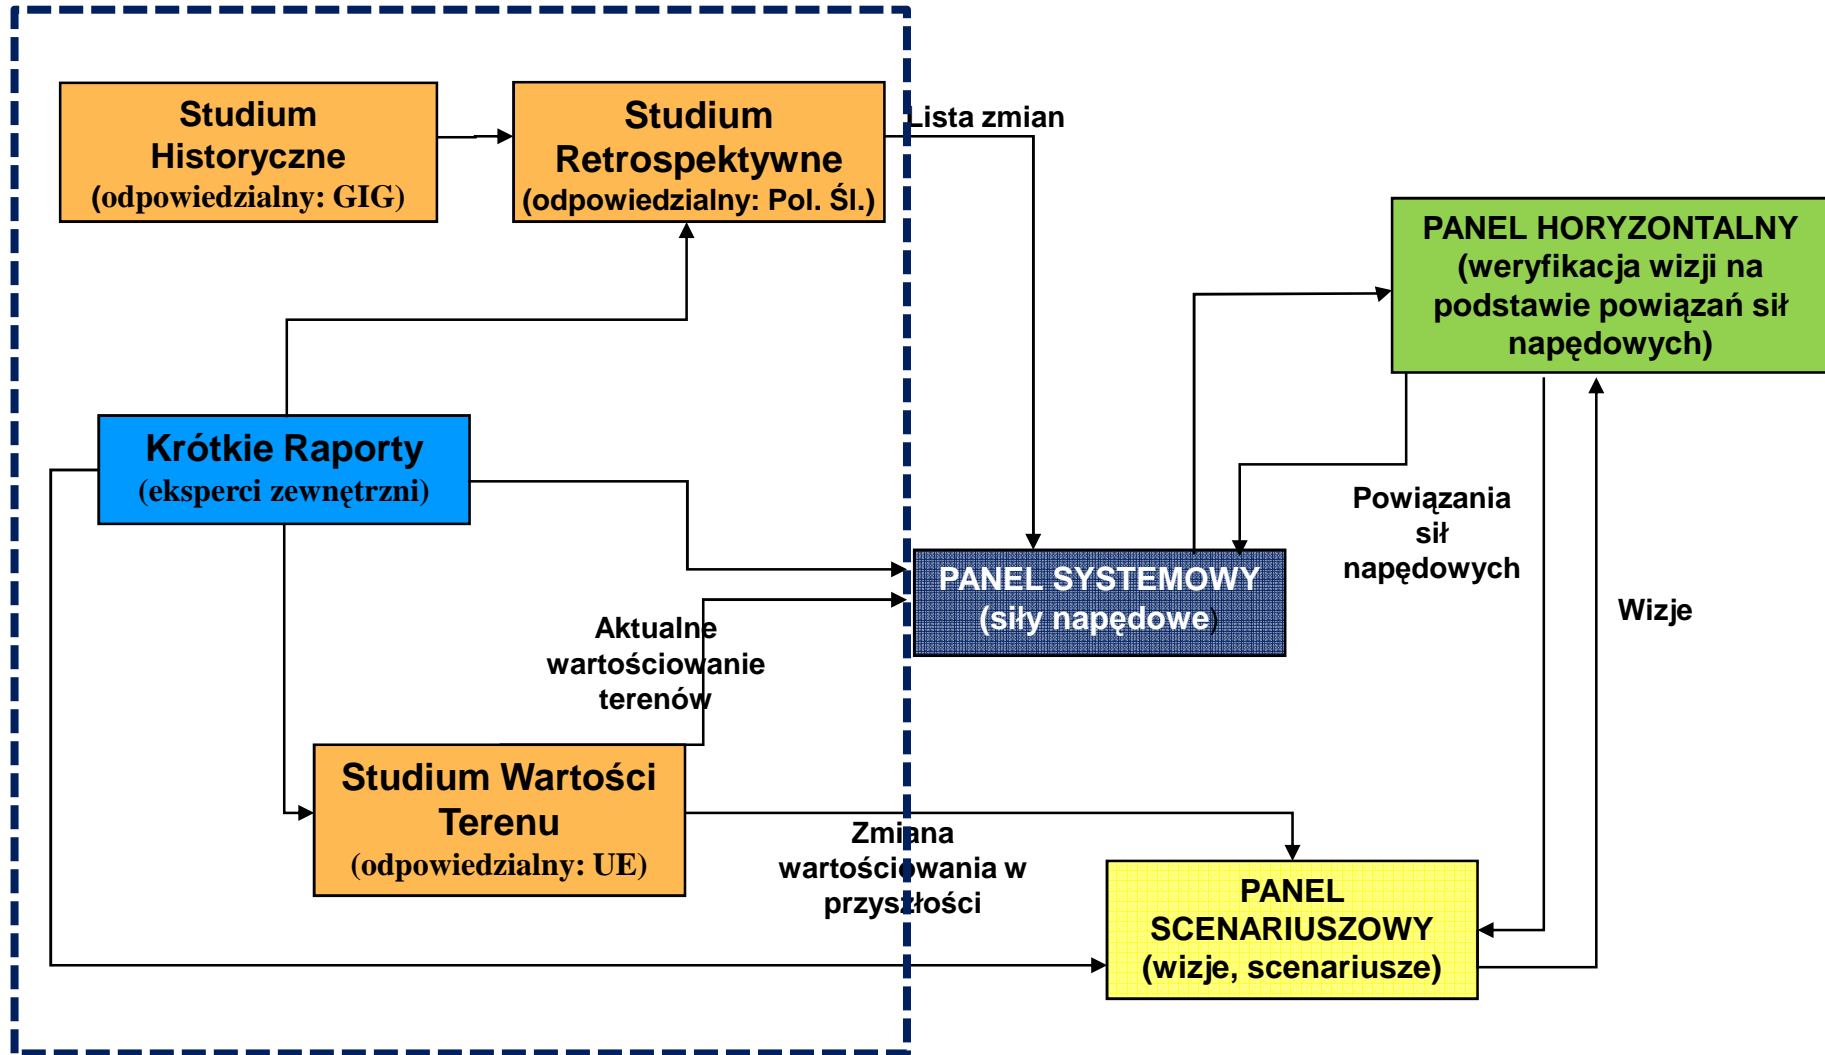 Studium
Historyczne
(odpowiedzialny: GIG)
Studium
Retrospektywne
(odpowiedzialny: Pol. Śl.)
Lista zmian
PANEL HORYZONTALNY
(weryfikacja wizji na
podstawie powiązań sił
napędowych)
Krótkie Raporty
(eksperci zewnętrzni)
Powiązania
sił
napędowych
PANEL SYSTEMOWY
(siły napędowe)
Wizje
Aktualne
wartościowanie
terenów
Studium Wartości
Terenu
(odpowiedzialny: UE)
Zmiana
wartościowania w
przyszłości
PANEL
SCENARIUSZOWY
(wizje, scenariusze)